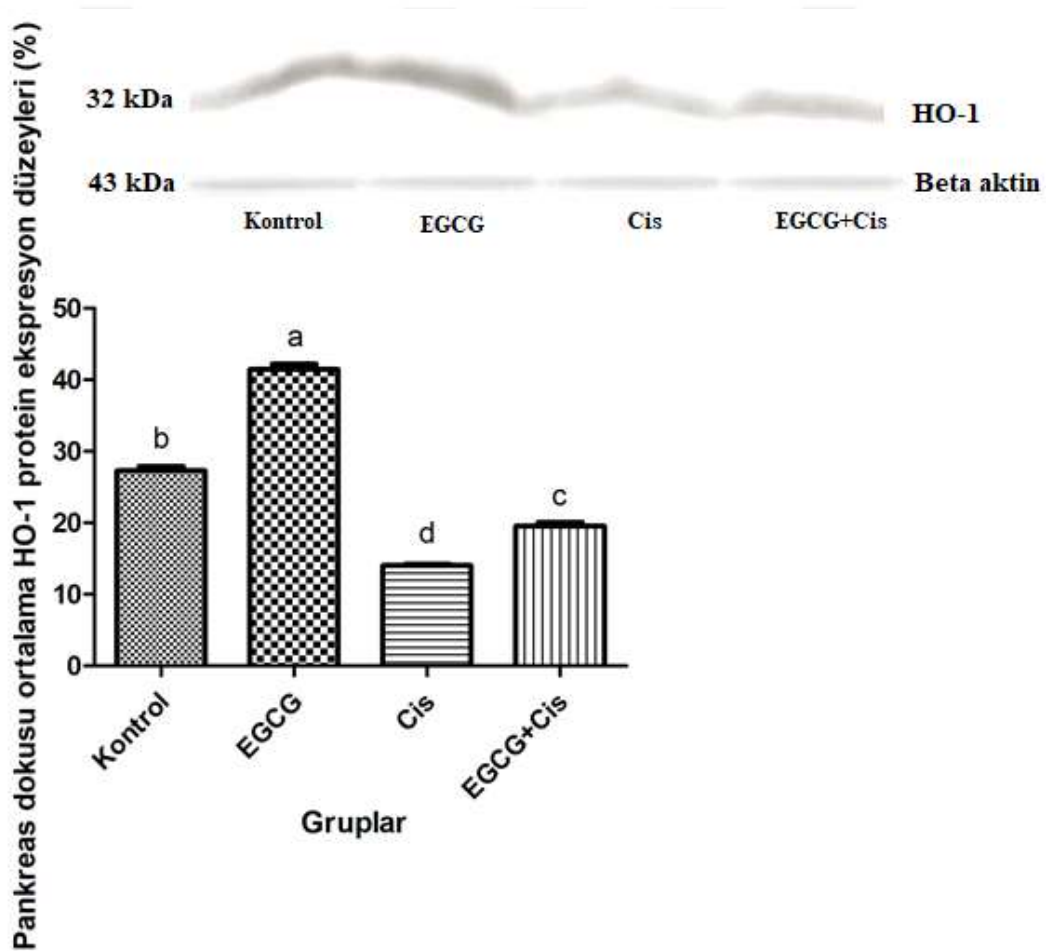 Pankreas dokusu ortalama HO-1 protein ekspresyon düzeyleri (%)
32 kDa
HO-1
43 kDa
Beta aktin
Kontrol EGCG Cis EGCG+Cis
50
40
30
20
10
0
b
a
d
c
Kontrol
EGCG
Cis
EGCG+Cis
Gruplar